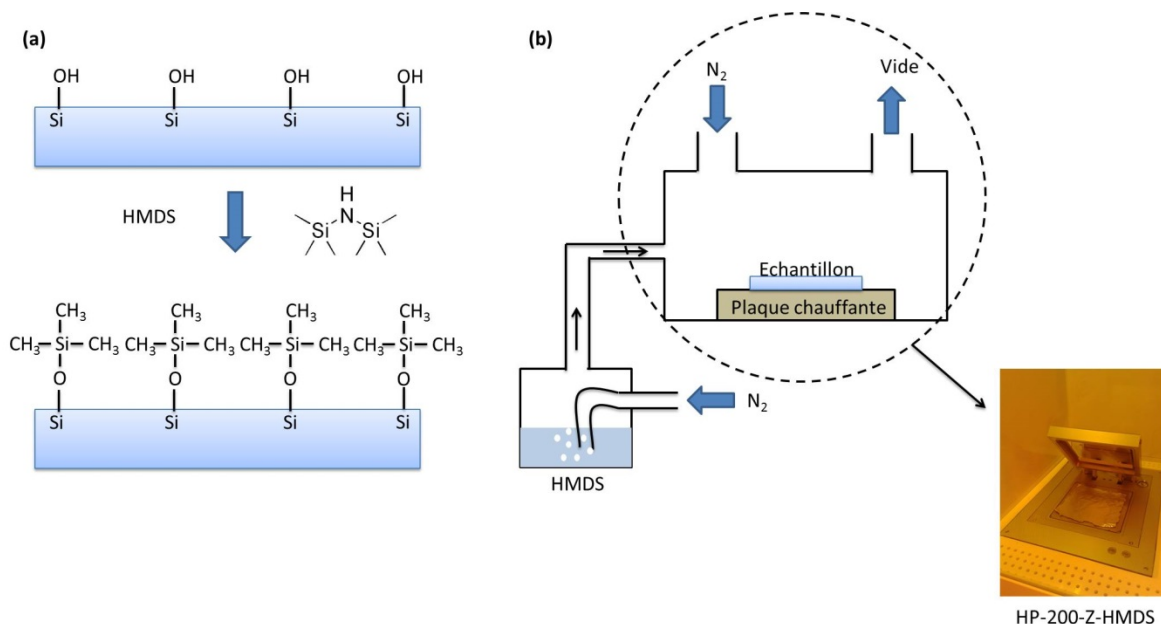 (a)
OH OH OH OH
Si Si Si Si
HMDS
H
N
Si Si
CH₃ CH₃ CH₃ CH₃
CH₃ Si CH₃ CH₃ Si CH₃ CH₃ Si CH₃ CH₃ Si CH₃
O O O O
Si Si Si Si
(b)
N₂
Vide
Echantillon
Plaque chauffante
N₂
HMDS
HP-200-Z-HMDS